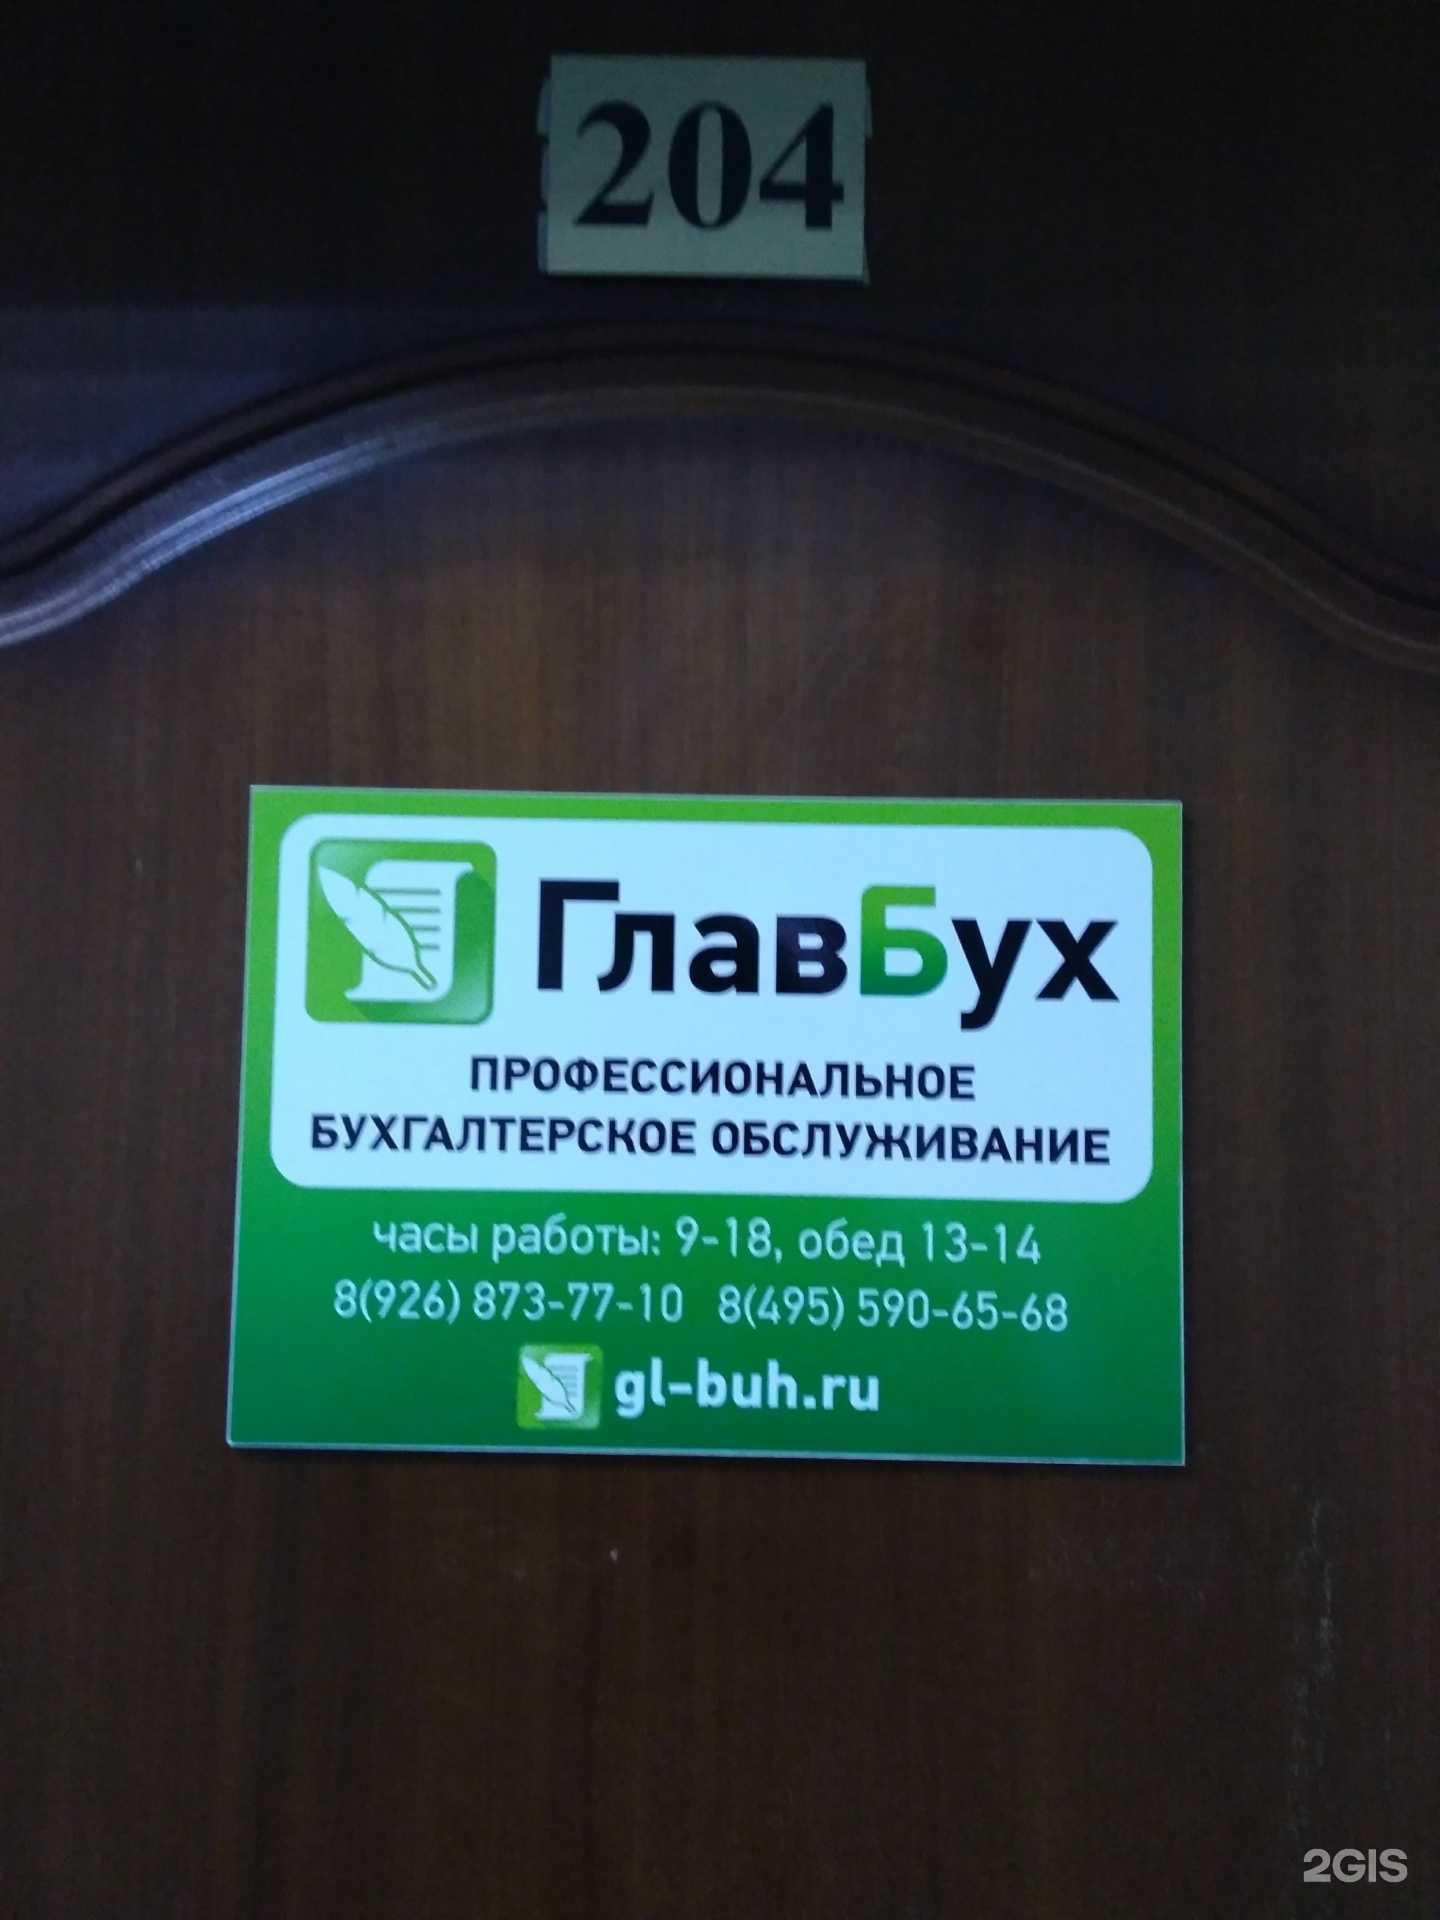 204
ГлавБух
ПРОФЕССИОНАЛЬНОЕ
БУХГАЛТЕРСКОЕ ОБСЛУЖИВАНИЕ
часы работы: 9-18, обед 13-14
8(926) 873-77-10 8(495) 590-65-68
gl-buh.ru
2GIS